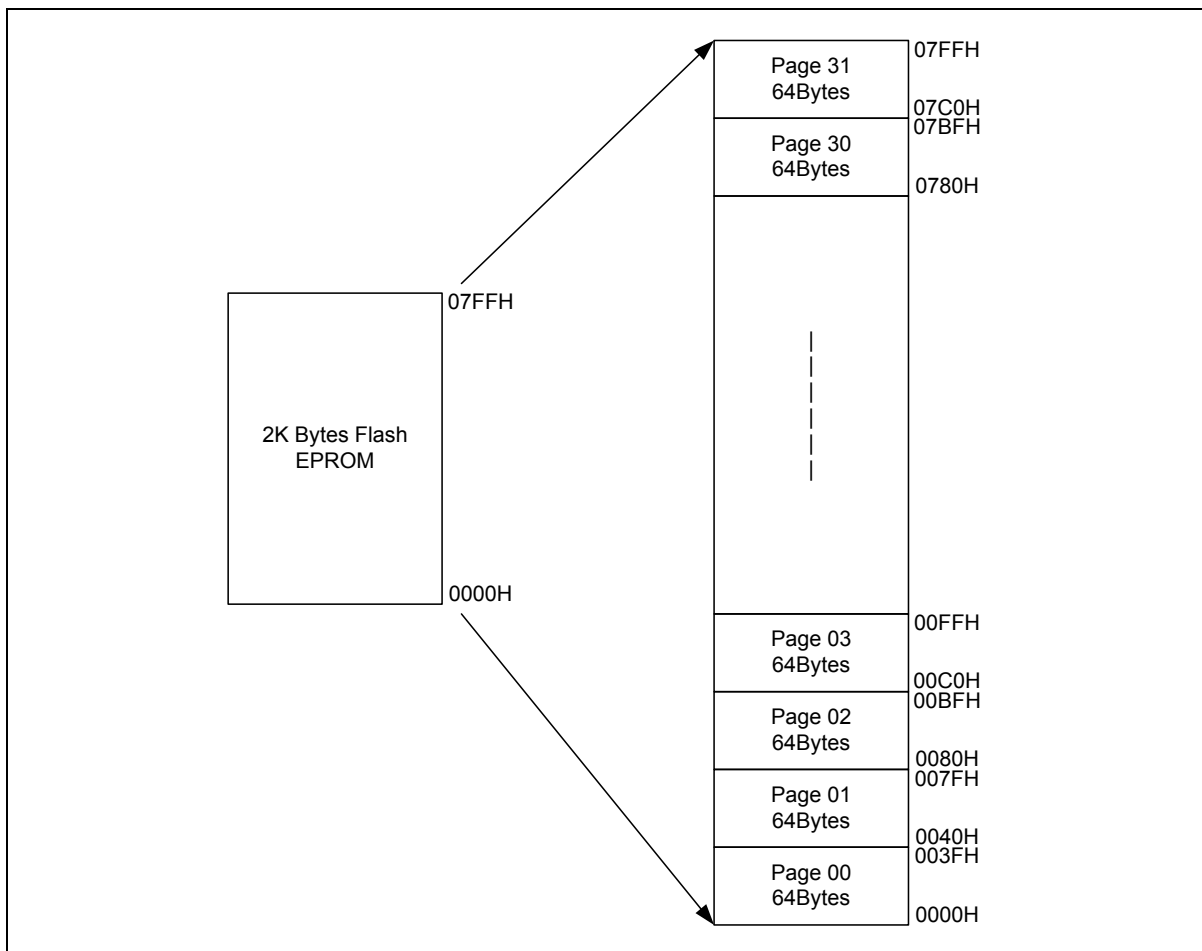 07FFH
2K Bytes Flash
EPROM
0000H
Page 31
64Bytes
07FFH
07C0H
Page 30
64Bytes
07BFH
0780H
Page 03
64Bytes
00FFH
00C0H
Page 02
64Bytes
00BFH
0080H
Page 01
64Bytes
007FH
0040H
Page 00
64Bytes
003FH
0000H